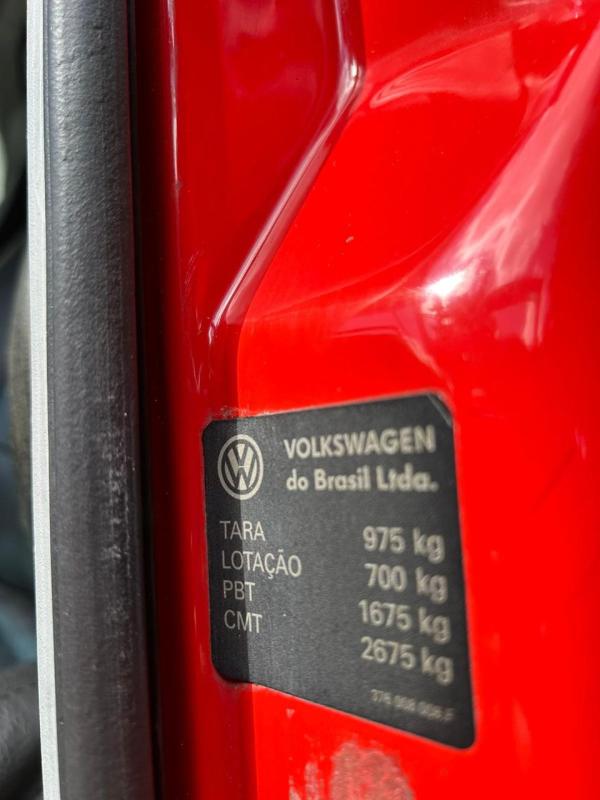 VOLKSWAGEN
do Brasil Ltda.
TARA 975 kg
LOTAÇÃO 700 kg
PBT 1675 kg
CMT 2675 kg